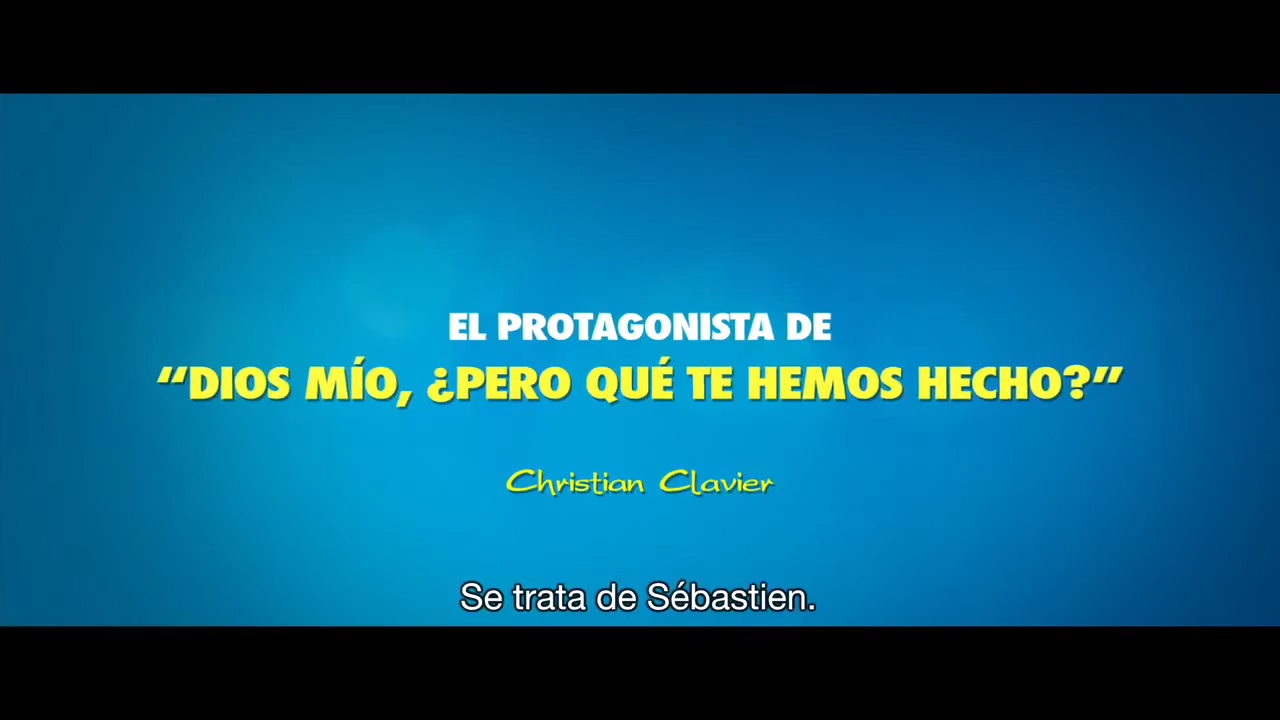 EL PROTAGONISTA DE
“DIOS MÍO, ¿PERO QUÉ TE HEMOS HECHO?”
Christian Clavier
Se trata de Sébastien.